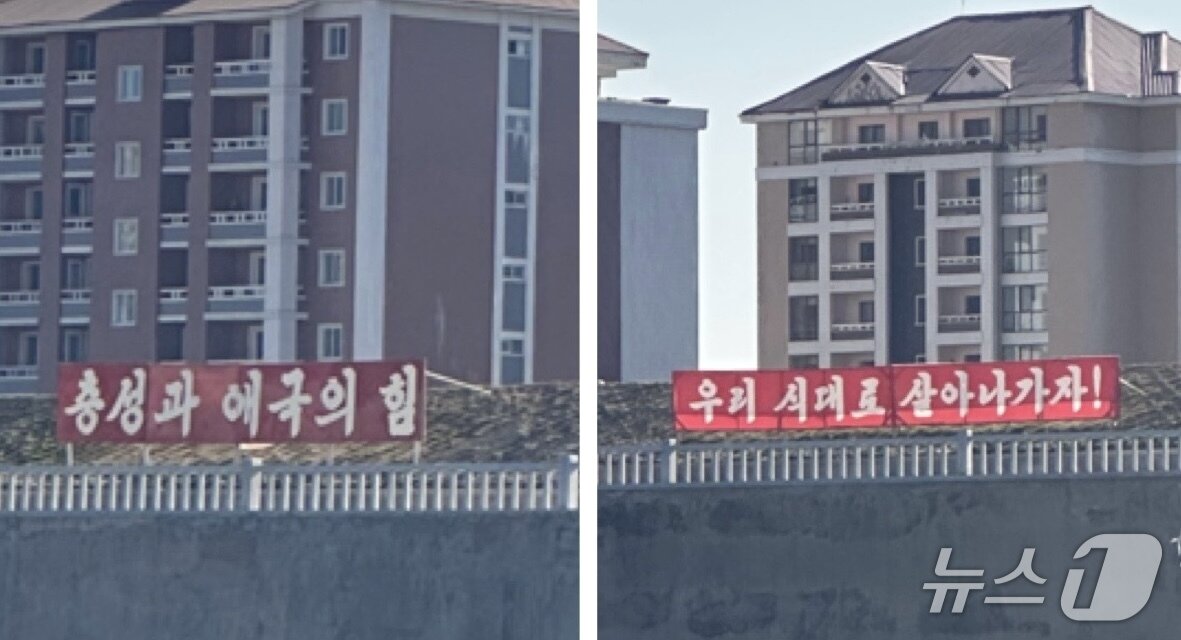 충성과 애국의 힘
우리 시대로 살아나가자!
뉴스1